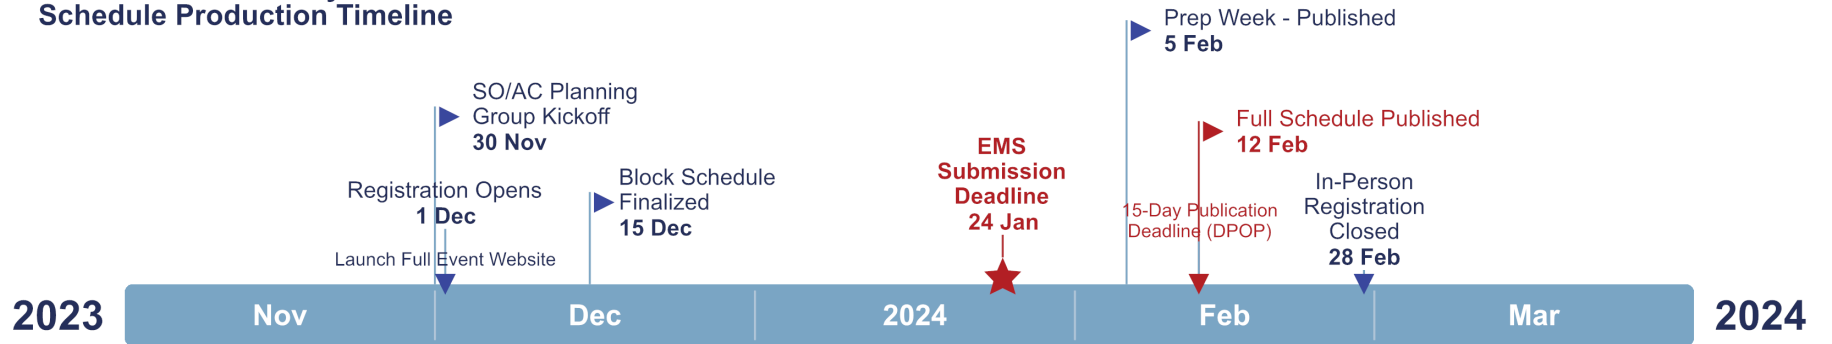 Schedule Production Timeline
Prep Week - Published
5 Feb
SO/AC Planning
Group Kickoff
30 Nov
Full Schedule Published
12 Feb
EMS
Submission
Deadline
24 Jan
Block Schedule
Finalized
15 Dec
Registration Opens
1 Dec
In-Person
Registration
Closed
28 Feb
15-Day Publication
Deadline (DPOP)
Launch Full Event Website
2023
Nov
Dec
2024
Feb
Mar
2024